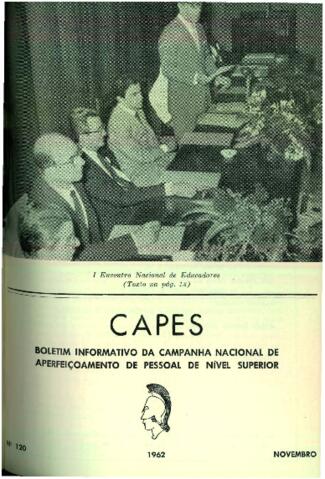 I Encontro Nacional de Educadores
(Texto na pág.
CAPES
BOLETIM INFORMATIVO DA CAMPANHA NACIONAL DE
APERFEIÇOAMENTO DE PESSOAL DE NÍVEL SUPERIOR
Nº 120
1962
NOVEMBRO